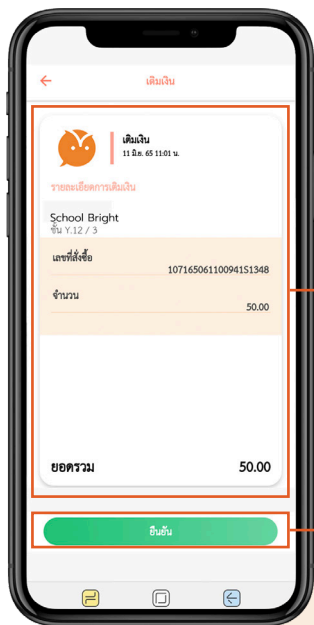 เติมเงิน
เติมเงิน
11 มิ.ย. 65 11:01 น.
รายละเอียดการเติมเงิน
School Bright
ชั้น Y.12 / 3
เลขที่สั่งซื้อ
107165061100941S1348
จำนวน
50.00
ยอดรวม 50.00
ยืนยัน